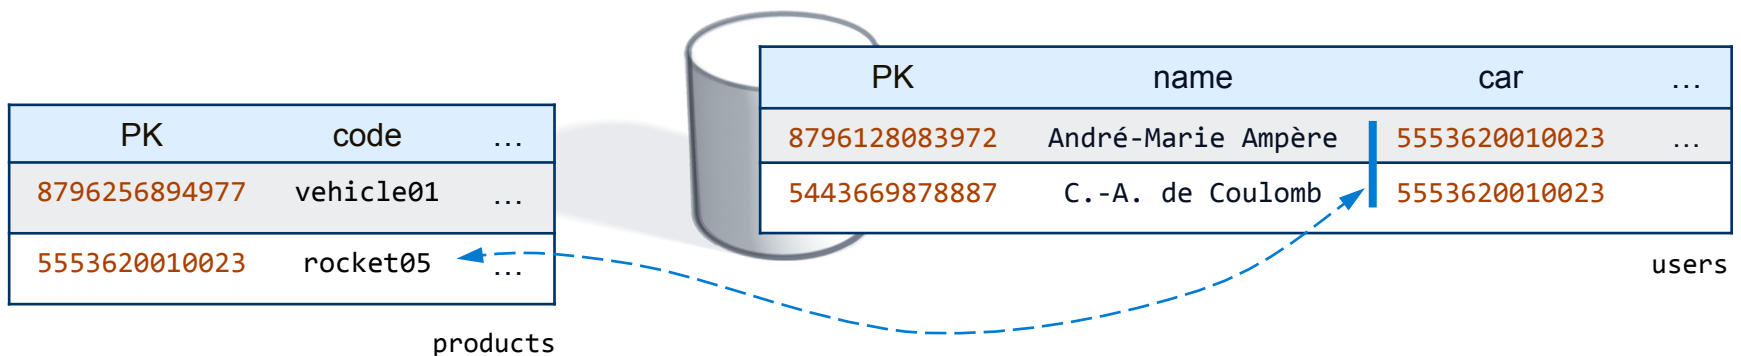 PK code …
8796256894977 vehicle01 …
5553620010023 rocket05 …
products
PK name car …
8796128083972 André-Marie Ampère 5553620010023 …
5443669878887 C.-A. de Coulomb 5553620010023
users